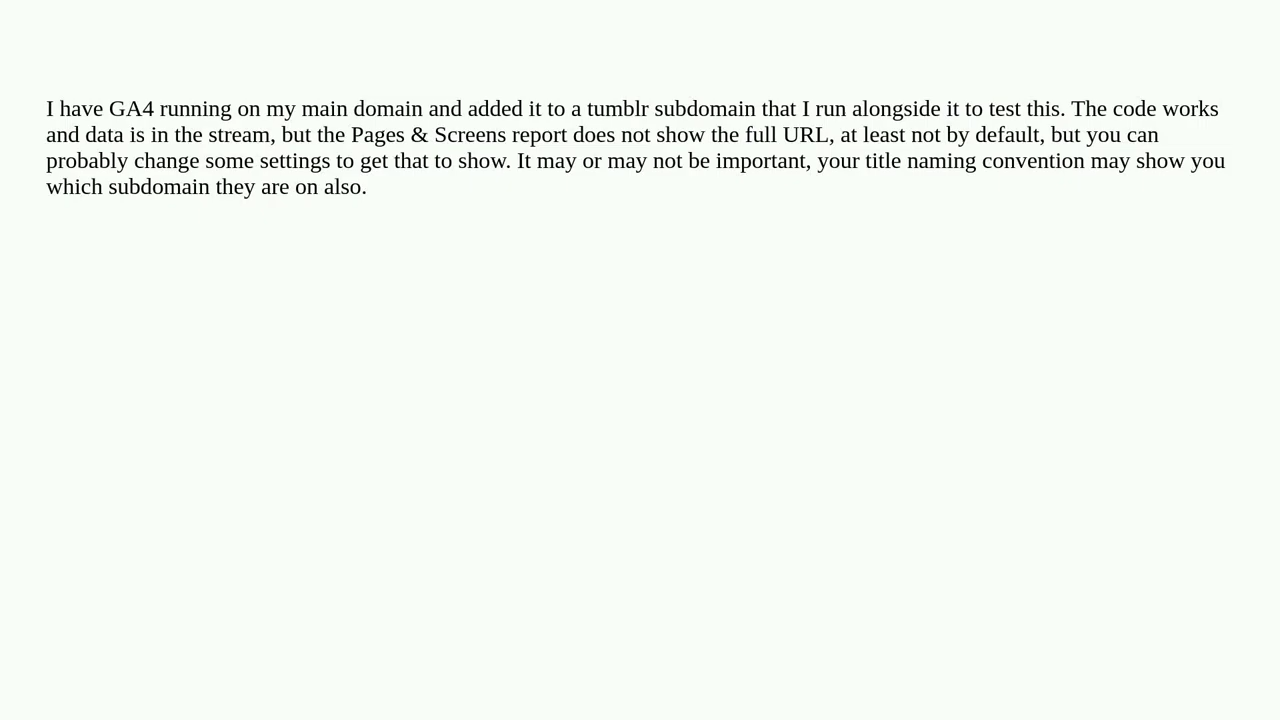 I have GA4 running on my main domain and added it to a tumblr subdomain that I run alongside it to test this. The code works
and data is in the stream, but the Pages & Screens report does not show the full URL, at least not by default, but you can
probably change some settings to get that to show. It may or may not be important, your title naming convention may show you
which subdomain they are on also.